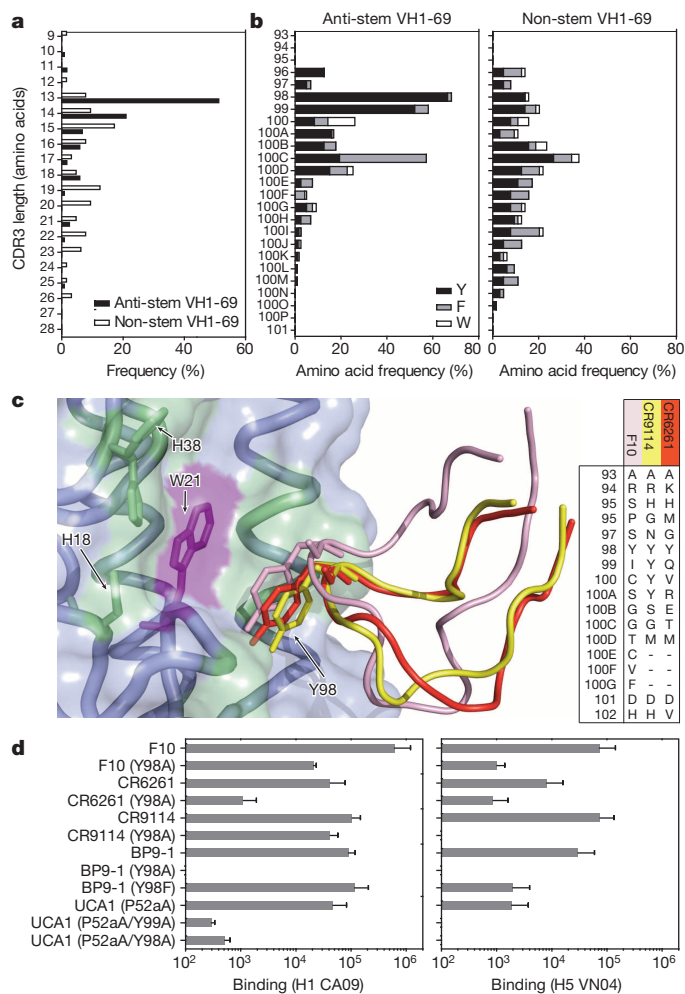 a
CDR3 length (amino acids)
9
10
11
12
13
14
15
16
17
18
19
20
21
22
23
24
25
26
27
28
Anti-stem VH1-69
Non-stem VH1-69
0 20 40 60
Frequency (%)
b
Anti-stem VH1-69
93
94
95
96
97
98
99
100
100A
100B
100C
100D
100E
100F
100G
100H
100I
100J
100K
100L
100M
100N
100O
100P
101
Y
F
W
0 20 40 60 80
Amino acid frequency (%)
Non-stem VH1-69
0 20 40 60 80
Amino acid frequency (%)
c
H38
W21
H18
Y98
F10 CR9114 CR6261
93 A A A
94 R R K
95 S H H
95 P G M
97 S N G
98 Y Y Y
99 I Y Q
100 C Y V
100A S Y R
100B G S E
100C G G T
100D T M M
100E C - -
100F V - -
100G F - -
101 D D D
102 H H V
d
F10
F10 (Y98A)
CR6261
CR6261 (Y98A)
CR9114
CR9114 (Y98A)
BP9-1
BP9-1 (Y98A)
BP9-1 (Y98F)
UCA1 (P52aA)
UCA1 (P52aA/Y99A)
UCA1 (P52aA/Y98A)
10² 10³ 10⁴ 10⁵ 10⁶
Binding (H1 CA09)
10² 10³ 10⁴ 10⁵ 10⁶
Binding (H5 VN04)